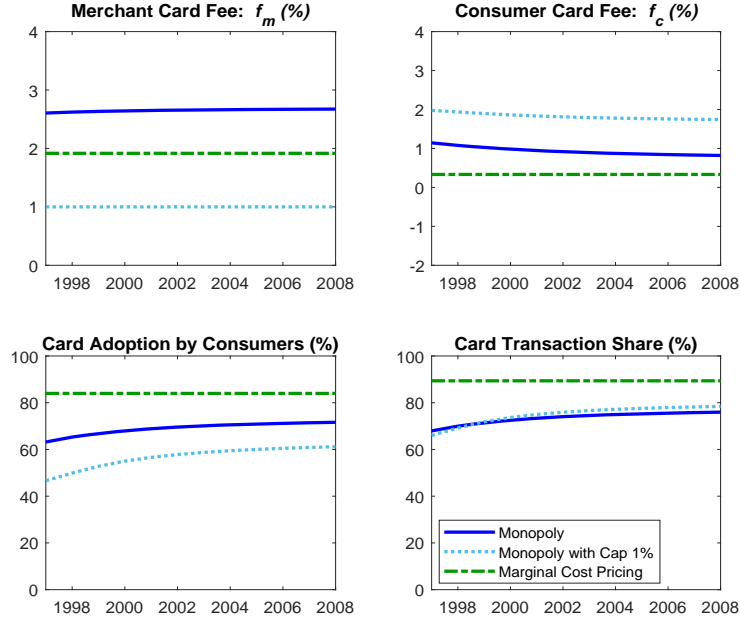 Merchant Card Fee: f_m (%)
4
3
2
1
0
1998 2000 2002 2004 2006 2008
Consumer Card Fee: f_c (%)
4
3
2
1
0
-1
-2
1998 2000 2002 2004 2006 2008
Card Adoption by Consumers (%)
100
80
60
40
20
0
1998 2000 2002 2004 2006 2008
Card Transaction Share (%)
100
80
60
40
20
0
1998 2000 2002 2004 2006 2008
Monopoly
Monopoly with Cap 1%
Marginal Cost Pricing